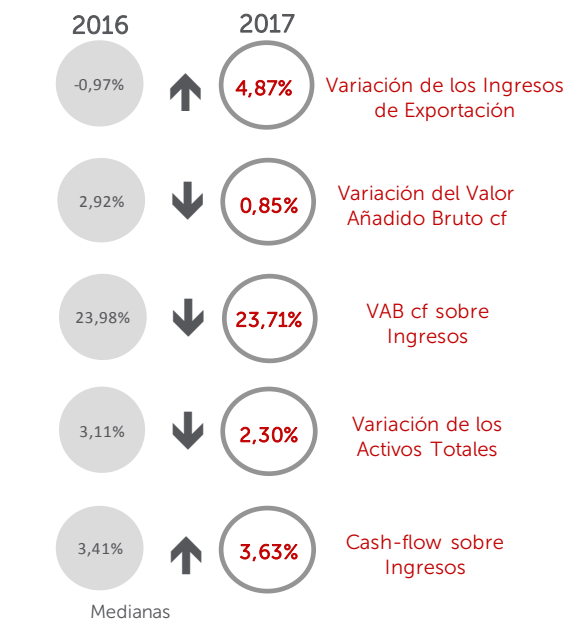 2016 2017
-0,97% 4,87% Variación de los Ingresos
de Exportación
2,92% 0,85% Variación del Valor
Añadido Bruto cf
23,98% 23,71% VAB cf sobre
Ingresos
3,11% 2,30% Variación de los
Activos Totales
3,41% 3,63% Cash-flow sobre
Ingresos
Medianas